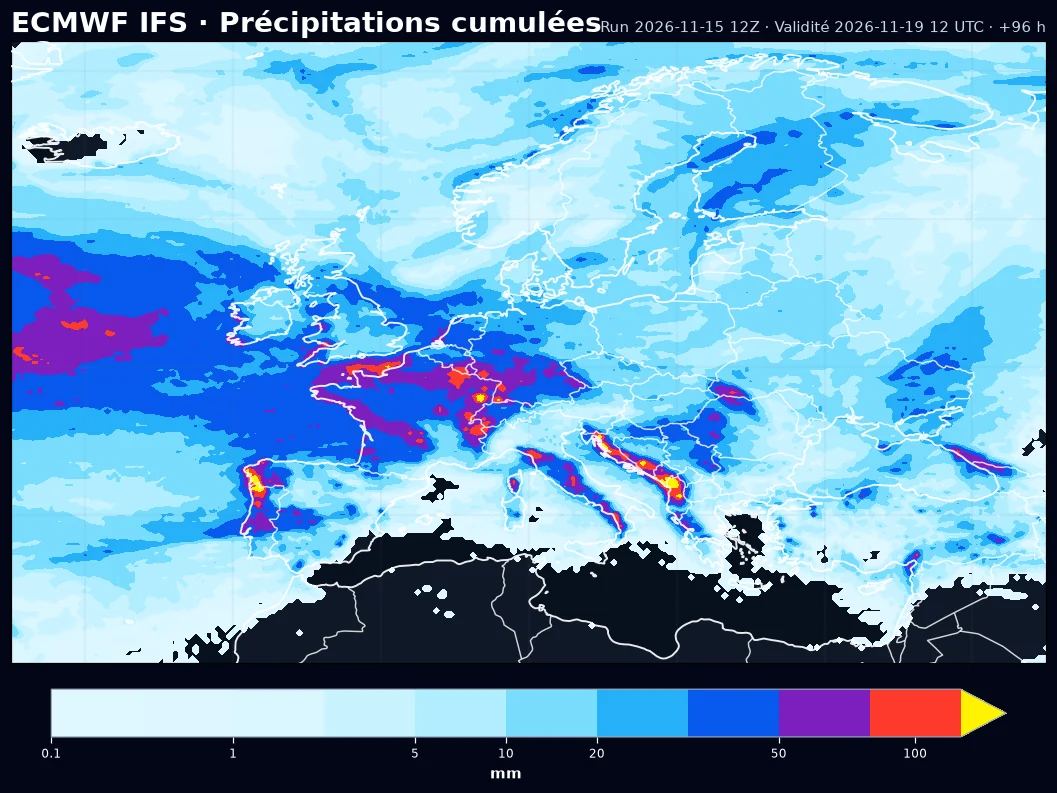 ECMWF IFS · Précipitations cumulées
Run 2026-11-15 12Z · Validité 2026-11-19 12 UTC · +96 h
0.1 1 5 10 20 50 100
mm